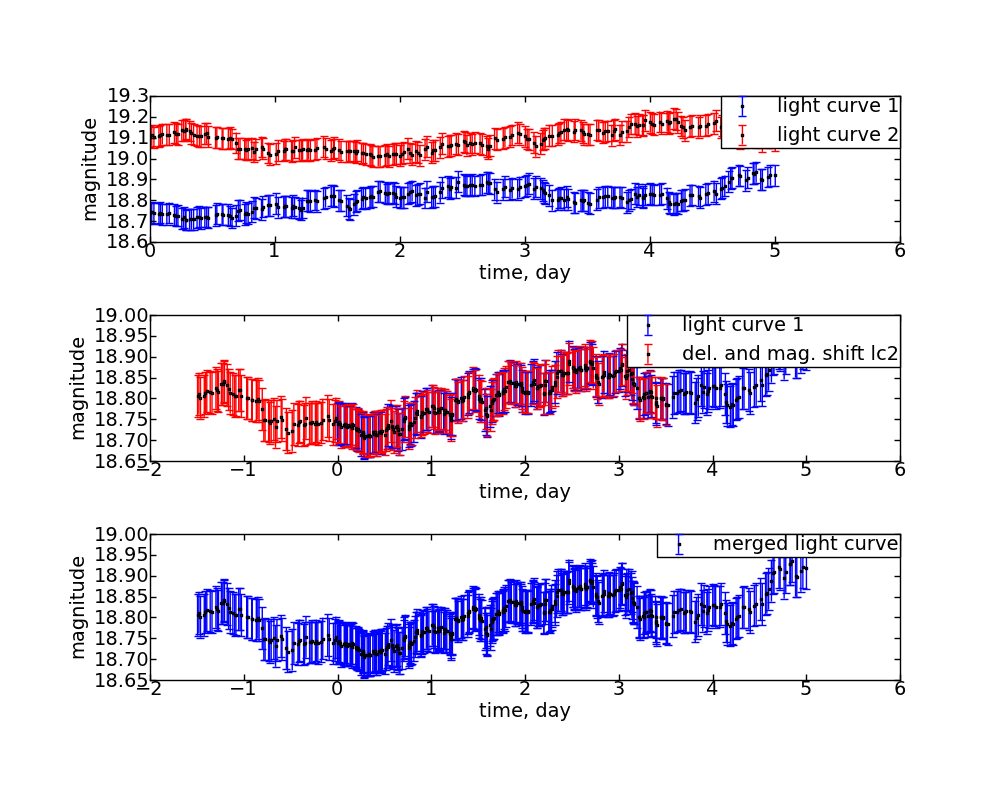 19.3
19.2
19.1
19.0
18.9
18.8
18.7
18.6
magnitude
light curve 1
light curve 2
0 1 2 3 4 5 6
time, day
19.00
18.95
18.90
18.85
18.80
18.75
18.70
18.65
magnitude
light curve 1
del. and mag. shift lc2
−2 −1 0 1 2 3 4 5 6
time, day
19.00
18.95
18.90
18.85
18.80
18.75
18.70
18.65
magnitude
merged light curve
−2 −1 0 1 2 3 4 5 6
time, day